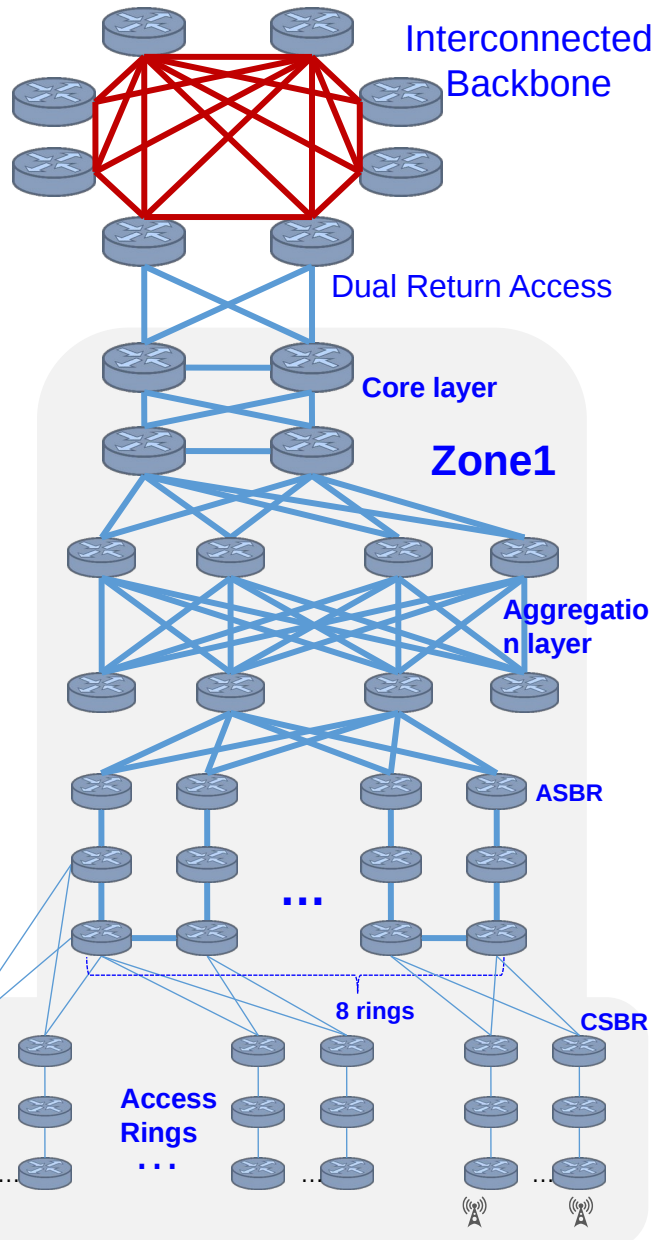 Interconnected
Backbone
Dual Return Access
Core layer
Zone1
Aggregatio
n layer
ASBR
...
8 rings
CSBR
Access
Rings
...
...
...
...